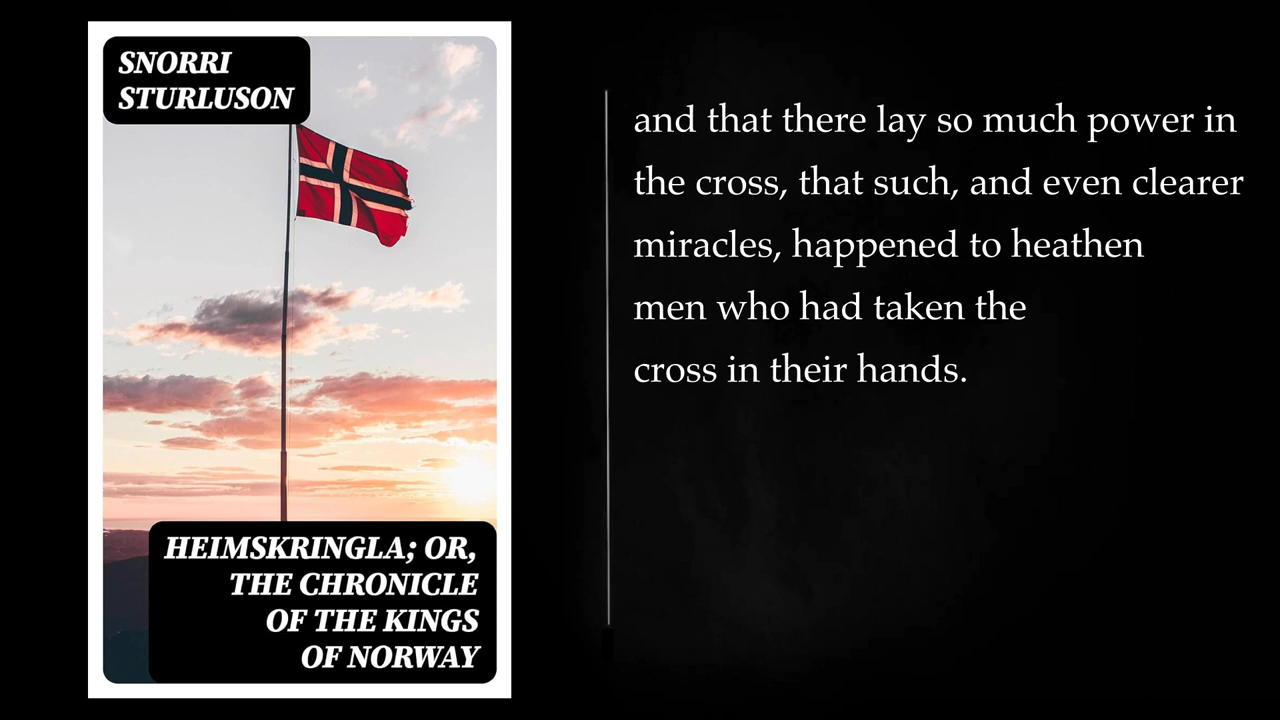 SNORRI
STURLUSON
HEIMSKRINGLA; OR,
THE CHRONICLE
OF THE KINGS
OF NORWAY
and that there lay so much power in
the cross, that such, and even clearer
miracles, happened to heathen
men who had taken the
cross in their hands.